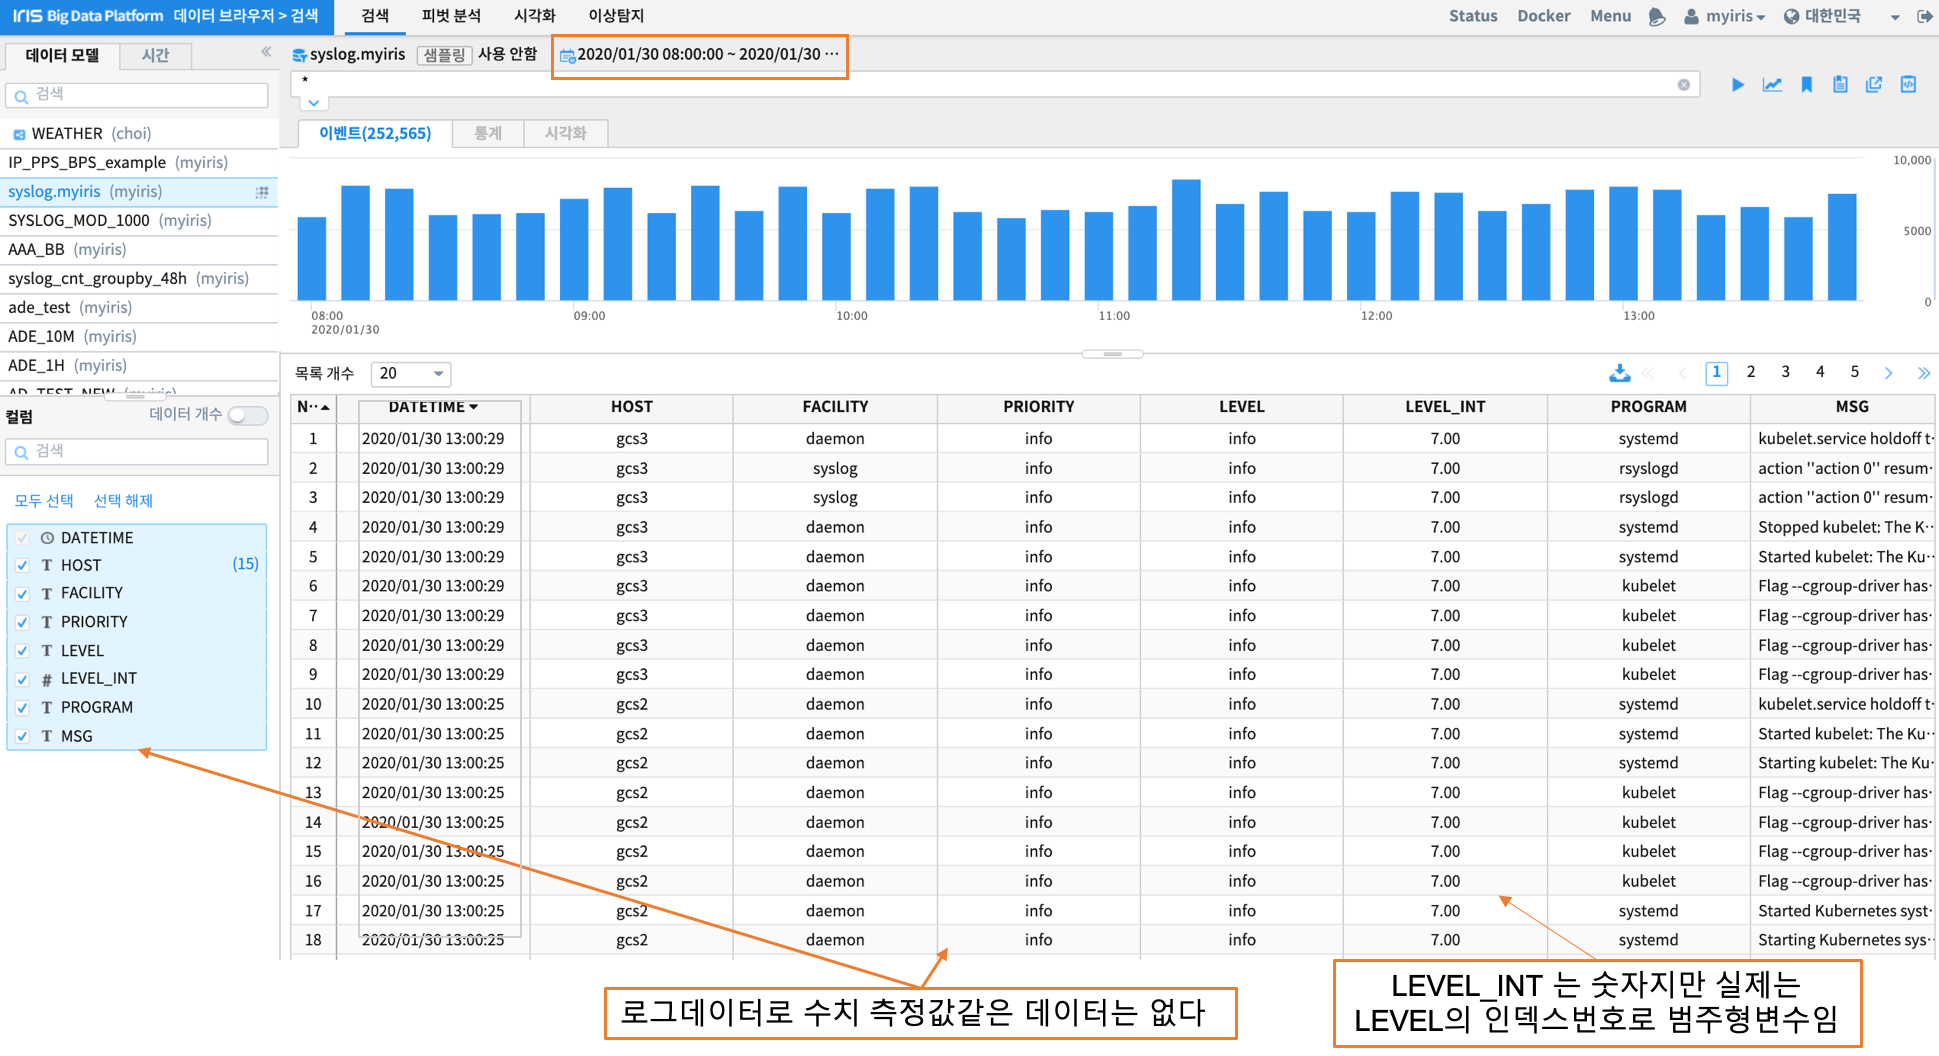 IRIS Big Data Platform 데이터 브라우저 > 검색 검색 피벗 분석 시각화 이상탐지 Status Docker Menu myiris 대한민국
데이터 모델 시간
syslog.myiris 샘플링 사용 안함 2020/01/30 08:00:00 ~ 2020/01/30 ···
검색
*
WEATHER (choi)
IP_PPS_BPS_example (myiris)
syslog.myiris (myiris)
SYSLOG_MOD_1000 (myiris)
AAA_BB (myiris)
syslog_cnt_groupby_48h (myiris)
ade_test (myiris)
ADE_10M (myiris)
ADE_1H (myiris)
AD_TEST_NEW (myiris)
컬럼 데이터 개수
검색
모두 선택 선택 해제
DATETIME
HOST (15)
FACILITY
PRIORITY
LEVEL
LEVEL_INT
PROGRAM
MSG
이벤트(252,565) 통계 시각화
10,000
5000
0
08:00 09:00 10:00 11:00 12:00 13:00
2020/01/30
목록 개수 20 1 2 3 4 5
N·· DATETIME HOST FACILITY PRIORITY LEVEL LEVEL_INT PROGRAM MSG
1 2020/01/30 13:00:29 gcs3 daemon info info 7.00 systemd kubelet.service holdoff t·
2 2020/01/30 13:00:29 gcs3 syslog info info 7.00 rsyslogd action ''action 0'' resum·
3 2020/01/30 13:00:29 gcs3 syslog info info 7.00 rsyslogd action ''action 0'' resum·
4 2020/01/30 13:00:29 gcs3 daemon info info 7.00 systemd Stopped kubelet: The K··
5 2020/01/30 13:00:29 gcs3 daemon info info 7.00 systemd Started kubelet: The Ku··
6 2020/01/30 13:00:29 gcs3 daemon info info 7.00 kubelet Flag --cgroup-driver has·
7 2020/01/30 13:00:29 gcs3 daemon info info 7.00 kubelet Flag --cgroup-driver has·
8 2020/01/30 13:00:29 gcs3 daemon info info 7.00 kubelet Flag --cgroup-driver has·
9 2020/01/30 13:00:29 gcs3 daemon info info 7.00 kubelet Flag --cgroup-driver has·
10 2020/01/30 13:00:25 gcs2 daemon info info 7.00 systemd kubelet.service holdoff t·
11 2020/01/30 13:00:25 gcs2 daemon info info 7.00 systemd Started kubelet: The Ku··
12 2020/01/30 13:00:25 gcs2 daemon info info 7.00 systemd Starting kubelet: The Ku·
13 2020/01/30 13:00:25 gcs2 daemon info info 7.00 kubelet Flag --cgroup-driver has·
14 2020/01/30 13:00:25 gcs2 daemon info info 7.00 kubelet Flag --cgroup-driver has·
15 2020/01/30 13:00:25 gcs2 daemon info info 7.00 kubelet Flag --cgroup-driver has·
16 2020/01/30 13:00:25 gcs2 daemon info info 7.00 kubelet Flag --cgroup-driver has·
17 2020/01/30 13:00:25 gcs2 daemon info info 7.00 systemd Started Kubernetes syst·
18 2020/01/30 13:00:25 gcs2 daemon info info 7.00 systemd Starting Kubernetes sys··
로그데이터로 수치 측정값같은 데이터는 없다
LEVEL_INT 는 숫자지만 실제는
LEVEL의 인덱스번호로 범주형변수임